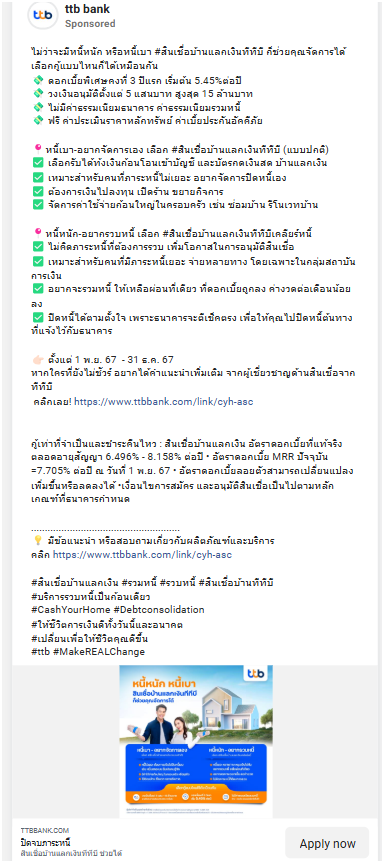 ttb bank
Sponsored
ไม่ว่าจะมีหนี้หนัก หรือหนี้เบา #สินเชื่อบ้านแลกเงินทีทีบี ก็ช่วยคุณจัดการได้
เลือกคู่แบบไหนก็ได้เหมือนกัน
💸 ดอกเบี้ยพิเศษคงที่ 3 ปีแรก เริ่มต้น 5.45%ต่อปี
💸 วงเงินอนุมัติตั้งแต่ 5 แสนบาท สูงสุด 15 ล้านบาท
💸 ไม่มีค่าธรรมเนียมธนาคาร ค่าธรรมเนียมรวมหนี้
💸 ฟรี ค่าประเมินราคาหลักทรัพย์ ค่าเบี้ยประกันอัคคีภัย
📍 หนี้เบา-อยากจัดการเอง เลือก #สินเชื่อบ้านแลกเงินทีทีบี (แบบปกติ)
✅ เลือกรับได้ทั้งเงินก้อนโอนเข้าบัญชี และบัตรกดเงินสด บ้านแลกเงิน
✅ เหมาะสำหรับคนที่ภาระหนี้ไม่เยอะ อยากจัดการปิดหนี้เอง
✅ ต้องการเงินไปลงทุน เปิดร้าน ขยายกิจการ
✅ จัดการค่าใช้จ่ายก้อนใหญ่ในครอบครัว เช่น ซ่อมบ้าน รีโนเวทบ้าน
📍 หนี้หนัก-อยากรวบหนี้ เลือก #สินเชื่อบ้านแลกเงินทีทีบีเคลียร์หนี้
✅ ไม่คิดภาระหนี้ที่ต้องการรวบ เพิ่มโอกาสในการอนุมัติสินเชื่อ
✅ เหมาะสำหรับคนที่มีภาระหนี้เยอะ จ่ายหลายทาง โดยเฉพาะในกลุ่มสถาบัน
การเงิน
✅ อยากจะรวมหนี้ ให้เหลือผ่อนที่เดียว ที่ดอกเบี้ยถูกลง ค่างวดต่อเดือนน้อย
ลง
✅ ปิดหนี้ได้ตามตั้งใจ เพราะธนาคารจะตีเช็คตรง เพื่อให้คุณไปปิดหนี้ต้นทาง
ที่แจ้งไว้กับธนาคาร
👉🏻 ตั้งแต่ 1 พ.ย. 67 - 31 ธ.ค. 67
หากใครที่ยังไม่ชัวร์ อยากได้คำแนะนำเพิ่มเติม จากผู้เชี่ยวชาญด้านสินเชื่อจาก
ทีทีบี
คลิกเลย! https://www.ttbbank.com/link/cyh-asc
กู้เท่าที่จำเป็นและชำระคืนไหว : สินเชื่อบ้านแลกเงิน อัตราดอกเบี้ยที่แท้จริง
ตลอดอายุสัญญา 6.496% - 8.158% ต่อปี • อัตราดอกเบี้ย MRR ปัจจุบัน
=7.705% ต่อปี ณ วันที่ 1 พ.ย. 67 • อัตราดอกเบี้ยลอยตัวสามารถเปลี่ยนแปลง
เพิ่มขึ้นหรือลดลงได้ •เงื่อนไขการสมัคร และอนุมัติสินเชื่อเป็นไปตามหลัก
เกณฑ์ที่ธนาคารกำหนด
......................................................
💡 มีข้อแนะนำ หรือสอบถามเกี่ยวกับผลิตภัณฑ์และบริการ
คลิก https://www.ttbbank.com/link/cyh-asc
#สินเชื่อบ้านแลกเงิน #รวมหนี้ #รวบหนี้ #สินเชื่อบ้านทีทีบี
#บริการรวบหนี้เป็นก้อนเดียว
#CashYourHome #Debtconsolidation
#ให้ชีวิตการเงินดีทั้งวันนี้และอนาคต
#เปลี่ยนเพื่อให้ชีวิตคุณดีขึ้น
#ttb #MakeREALChange
ttb
หนี้หนัก หนี้เบา
สินเชื่อบ้านแลกเงินทีทีบี
ก็ช่วยคุณจัดการได้
หนี้เบา - อยากจัดการเอง
หนี้หนัก - อยากรวบหนี้
TTBBANK.COM
ปิดจบภาระหนี้
สินเชื่อบ้านแลกเงินทีทีบี ช่วยได้
Apply now